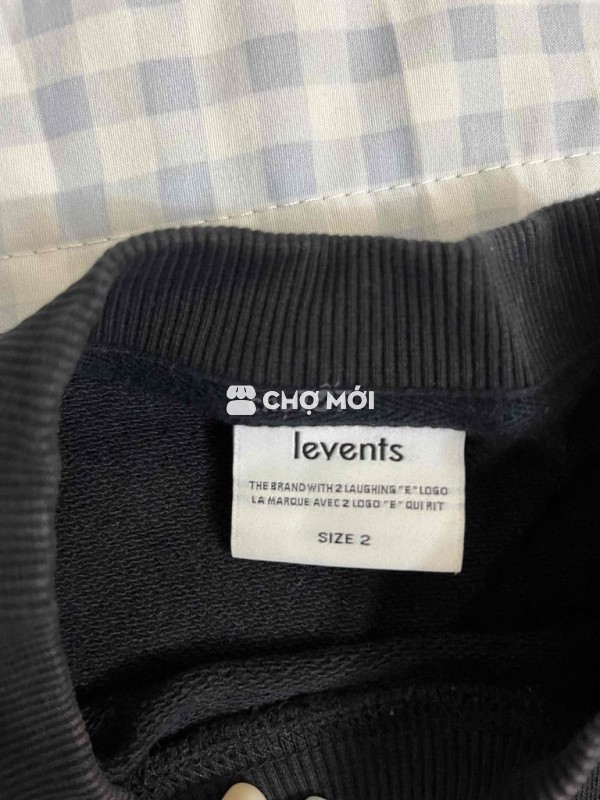 CHỢ MỚI
levents
THE BRAND WITH 2 LAUGHING "E" LOGO
LA MARQUE AVEC 2 LOGO "E" QUI RIT
SIZE 2